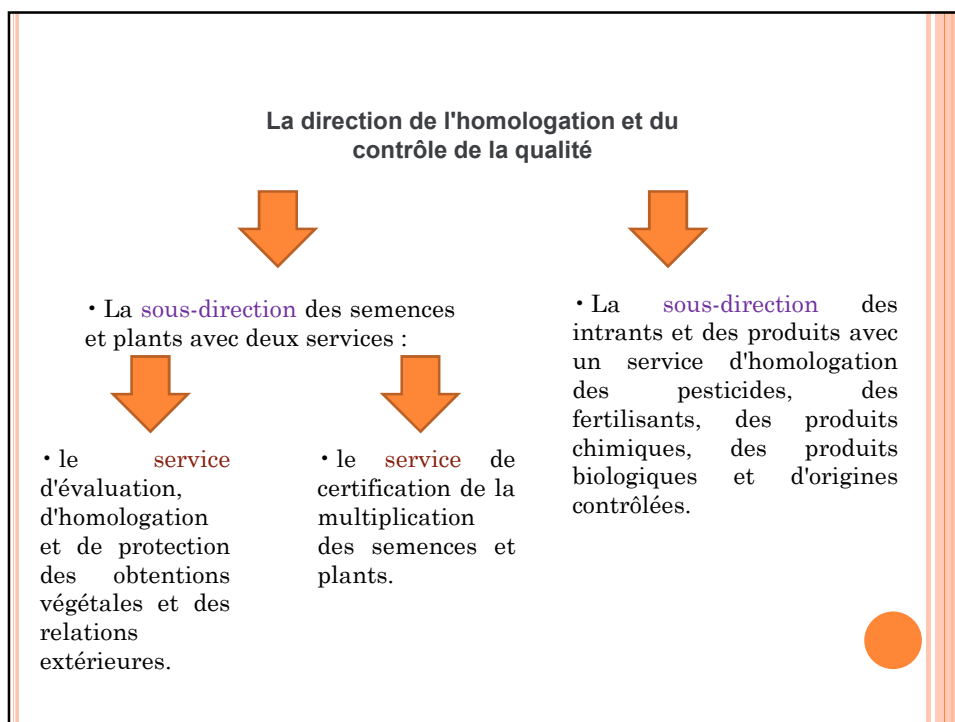 La direction de l'homologation et du
contrôle de la qualité
• La sous-direction des semences
et plants avec deux services :
• le service
d'évaluation,
d'homologation
et de protection
des obtentions
végétales et des
relations
extérieures.
• le service de
certification de la
multiplication
des semences et
plants.
• La sous-direction des
intrants et des produits avec
un service d'homologation
des pesticides, des
fertilisants, des produits
chimiques, des produits
biologiques et d'origines
contrôlées.